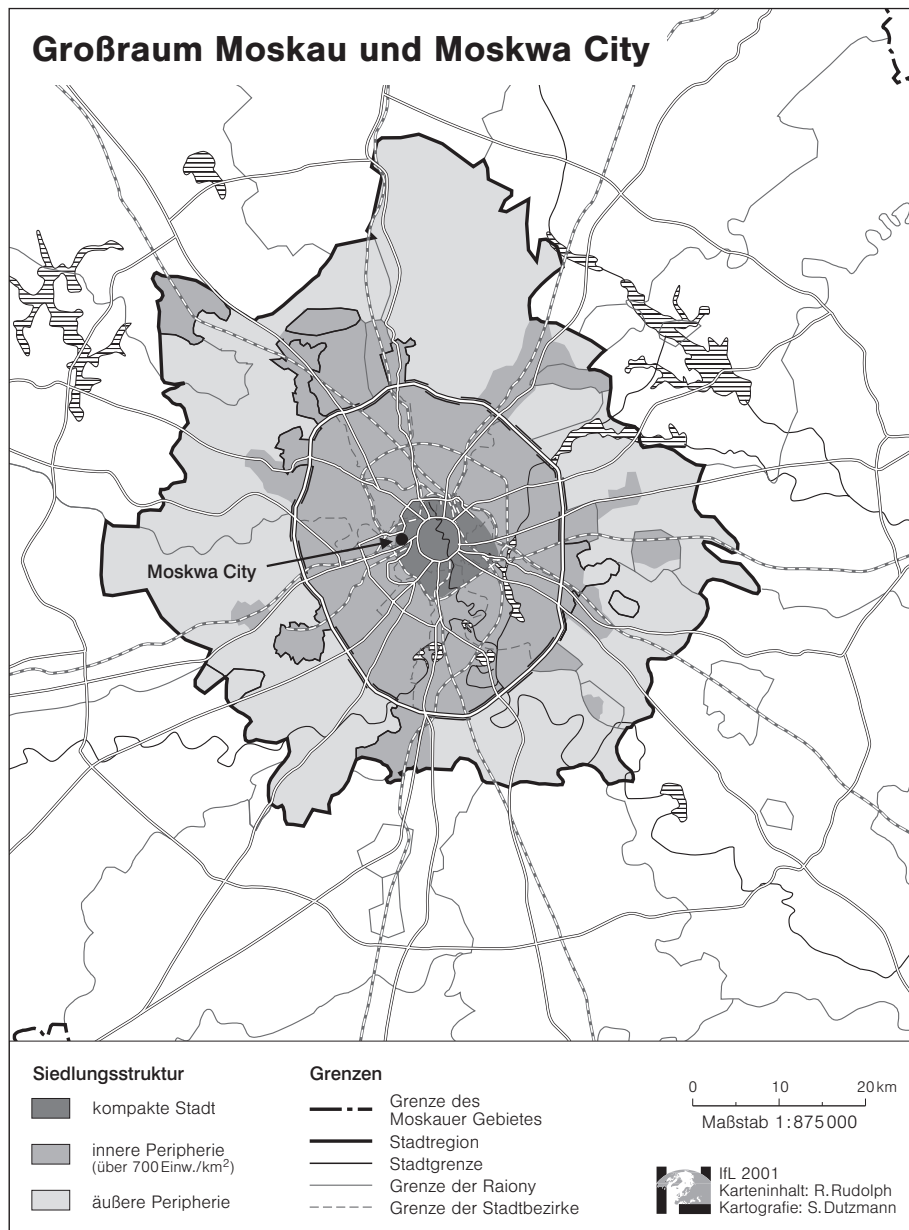 Großraum Moskau und Moskwa City
Moskwa City
Siedlungsstruktur
kompakte Stadt
innere Peripherie
(über 700 Einw./km²)
äußere Peripherie
Grenzen
Grenze des
Moskauer Gebietes
Stadtregion
Stadtgrenze
Grenze der Raiony
Grenze der Stadtbezirke
0 10 20 km
Maßstab 1:875 000
IfL 2001
Karteninhalt: R. Rudolph
Kartografie: S. Dutzmann